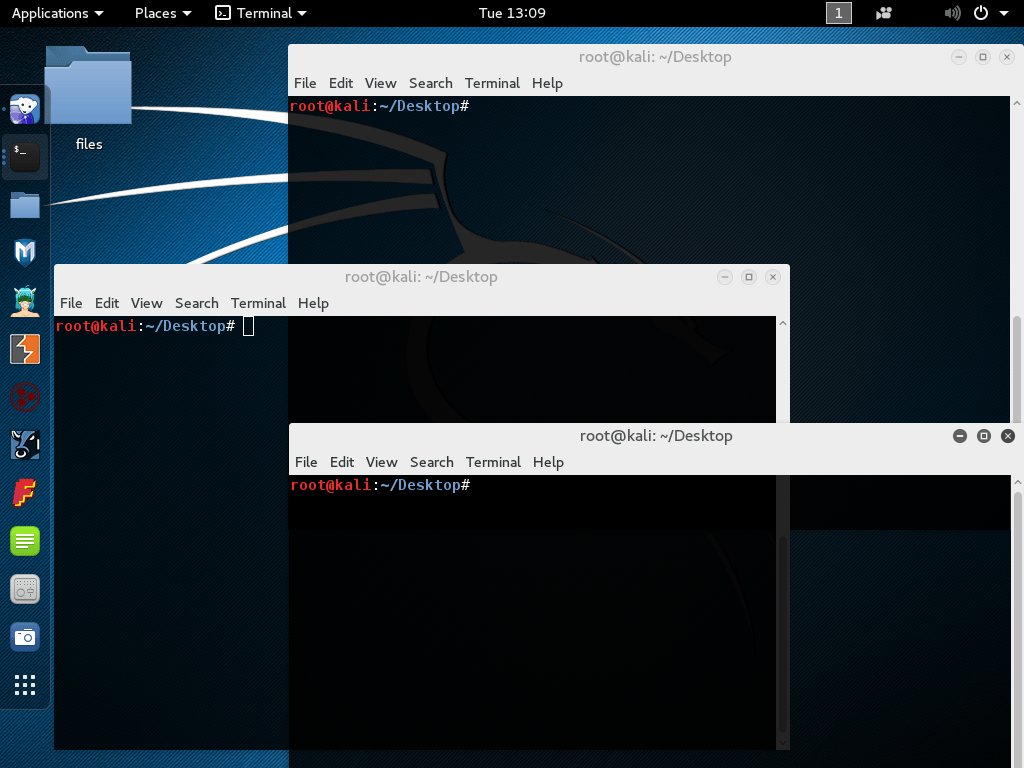 Applications Places Terminal Tue 13:09 1
files
root@kali: ~/Desktop
File Edit View Search Terminal Help
root@kali:~/Desktop#
root@kali: ~/Desktop
File Edit View Search Terminal Help
root@kali:~/Desktop#
root@kali: ~/Desktop
File Edit View Search Terminal Help
root@kali:~/Desktop#
$_